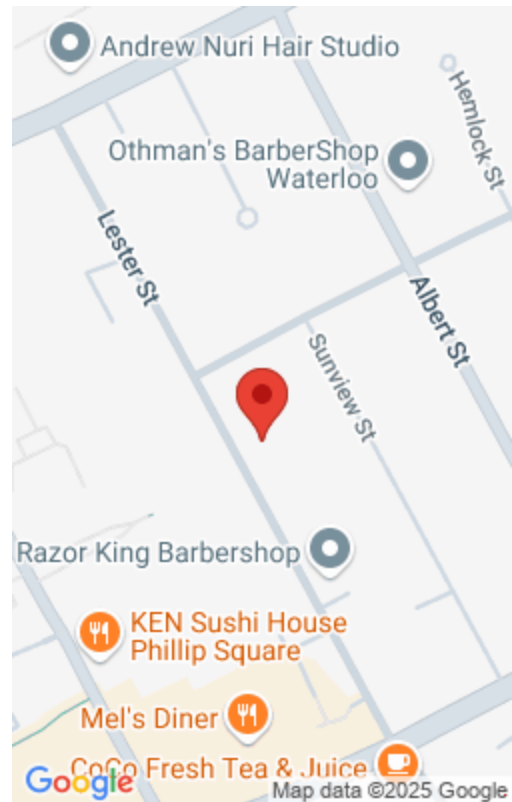 Andrew Nuri Hair Studio
Hemlock St
Othman's BarberShop
Waterloo
Lester St
Albert St
Sunview St
Razor King Barbershop
KEN Sushi House
Phillip Square
Mel's Diner
CoCo Fresh Tea & Juice
Google
Map data ©2025 Google